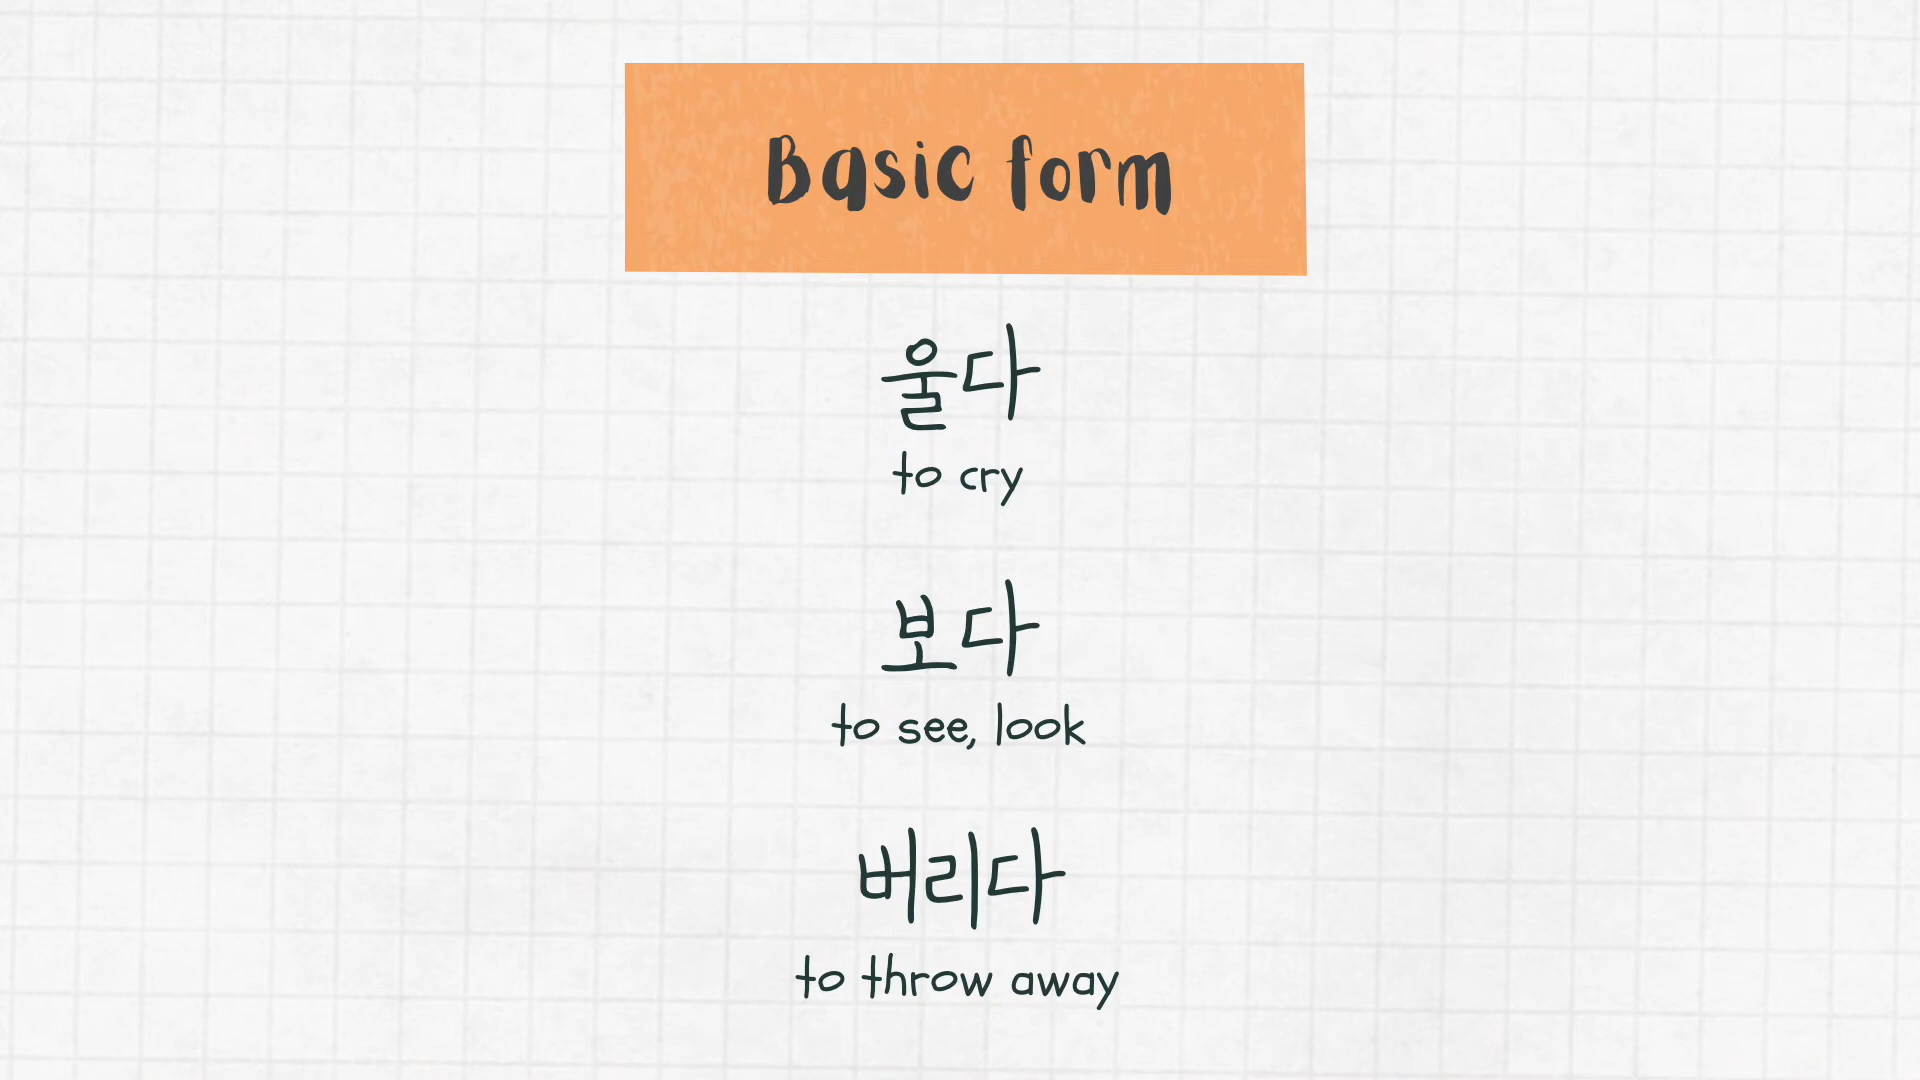 Basic form
울다
to cry
보다
to see, look
버리다
to throw away